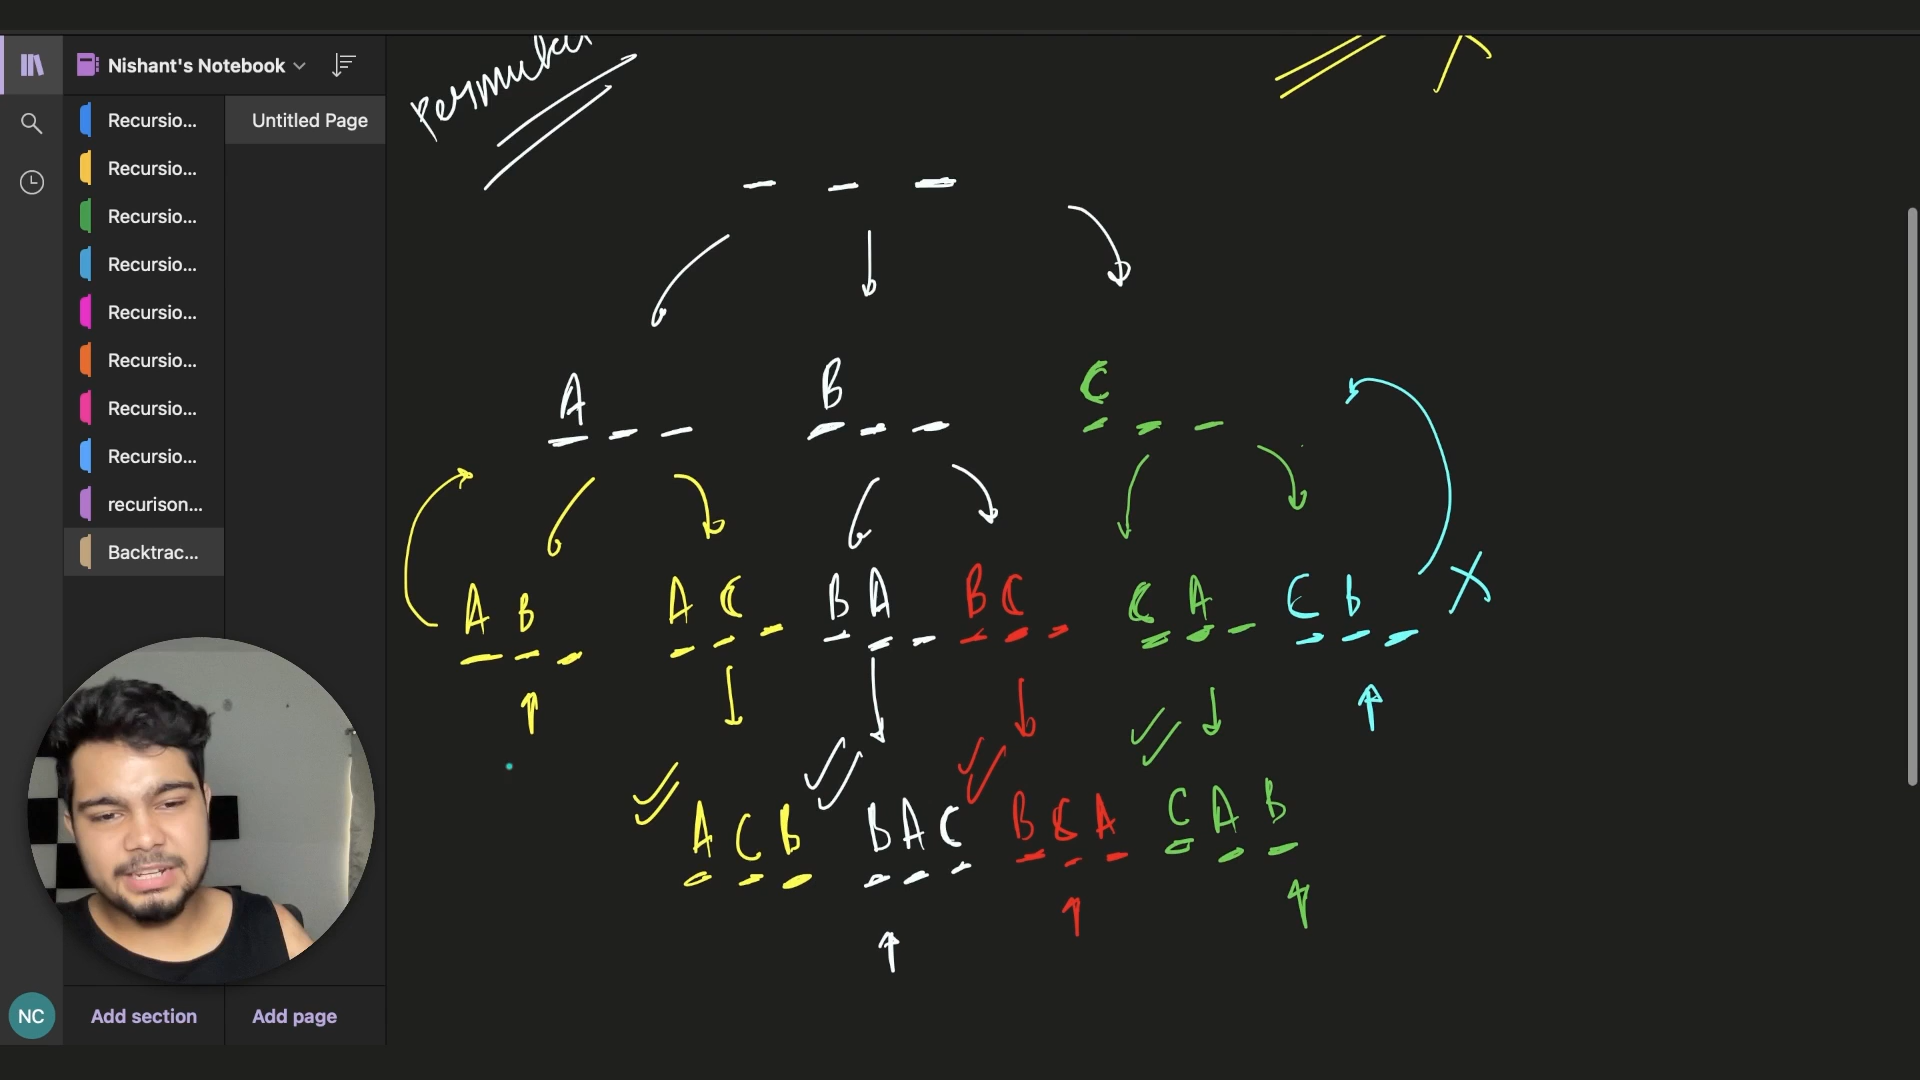 Nishant's Notebook
Recursio...
Recursio...
Recursio...
Recursio...
Recursio...
Recursio...
Recursio...
Recursio...
recurison...
Backtrac...
Untitled Page
A B C
A B A C B A B C C A C b X
A C B B A C B C A C A B
NC
Add section
Add page